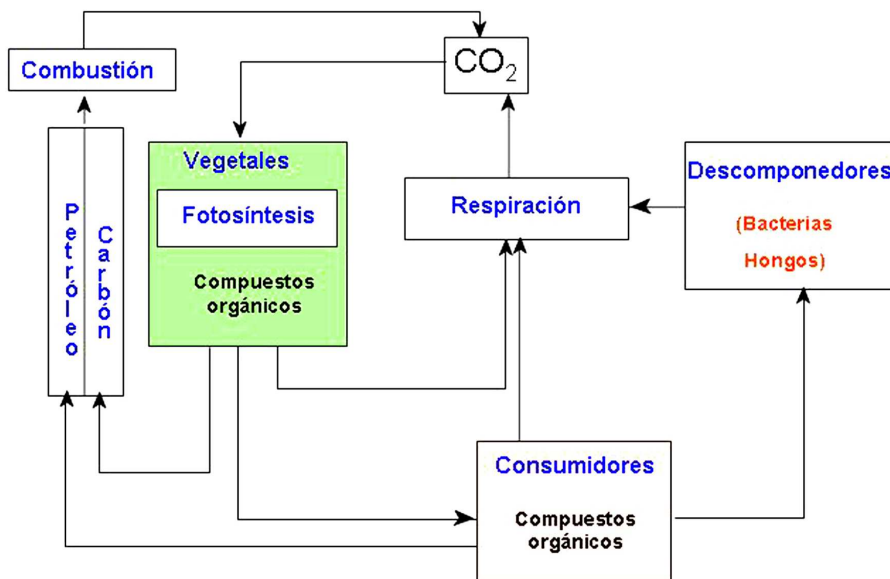 Combustión
CO₂
Vegetales
Fotosíntesis
Compuestos
orgánicos
Respiración
Descomponedores
(Bacterias
Hongos)
Petróleo
Carbón
Consumidores
Compuestos
orgánicos